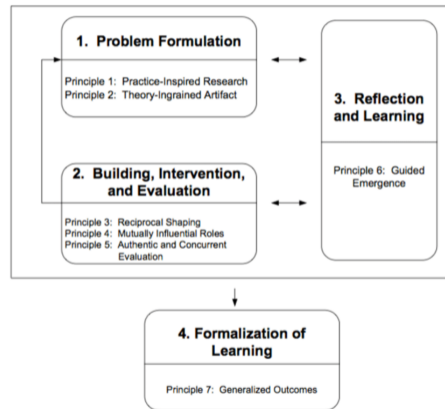 1. Problem Formulation
Principle 1: Practice-Inspired Research
Principle 2: Theory-Ingrained Artifact
2. Building, Intervention,
and Evaluation
Principle 3: Reciprocal Shaping
Principle 4: Mutually Influential Roles
Principle 5: Authentic and Concurrent
Evaluation
3. Reflection
and Learning
Principle 6: Guided
Emergence
4. Formalization of
Learning
Principle 7: Generalized Outcomes